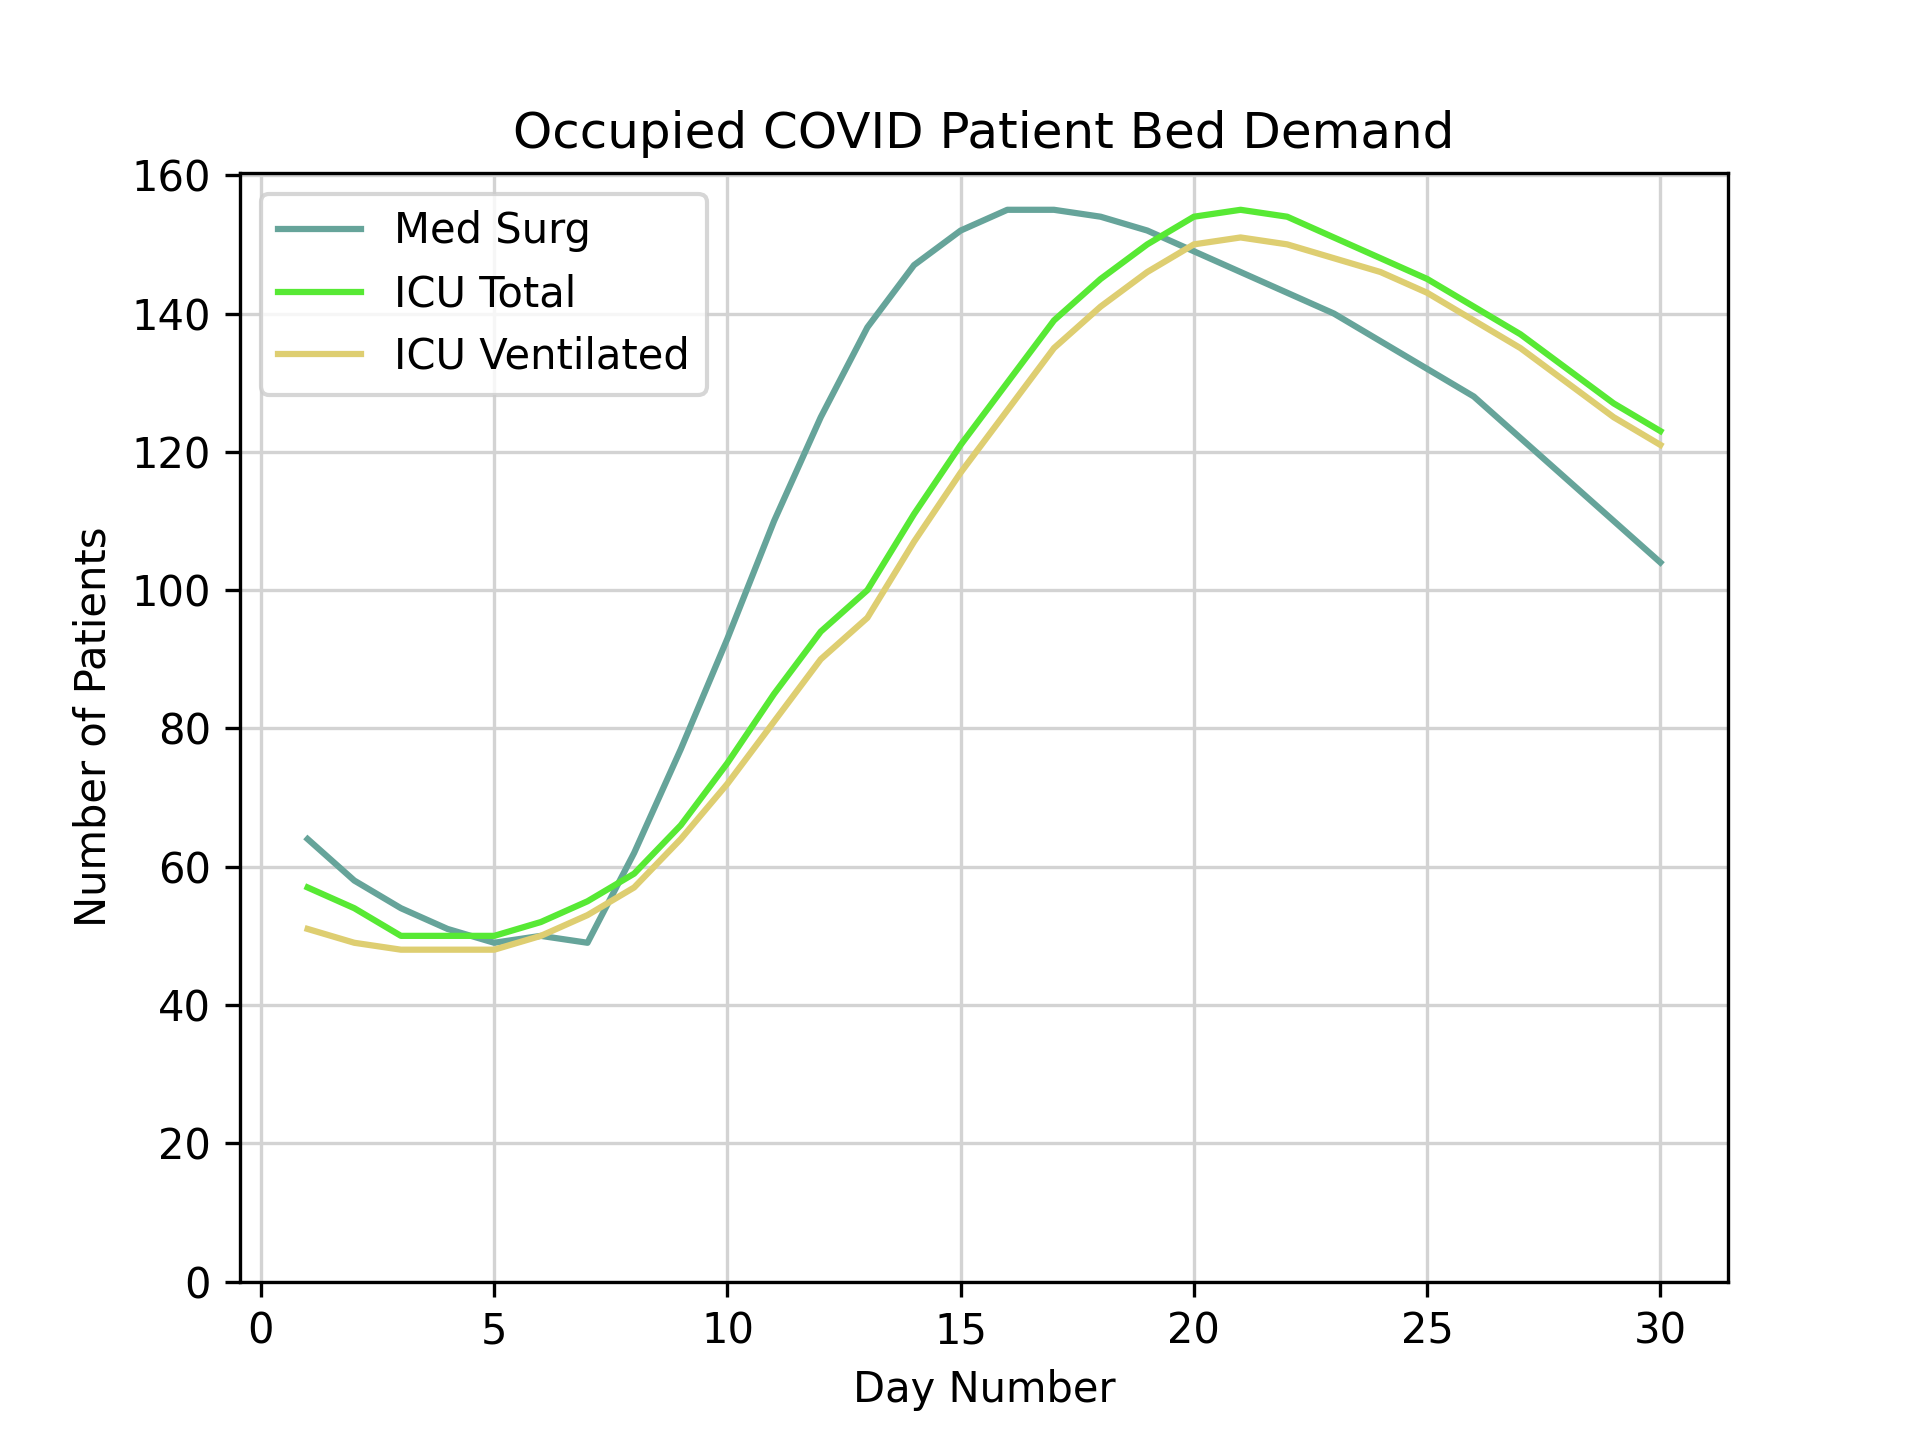 Occupied COVID Patient Bed Demand
Med Surg
ICU Total
ICU Ventilated
Number of Patients
160
140
120
100
80
60
40
20
0
0 5 10 15 20 25 30
Day Number